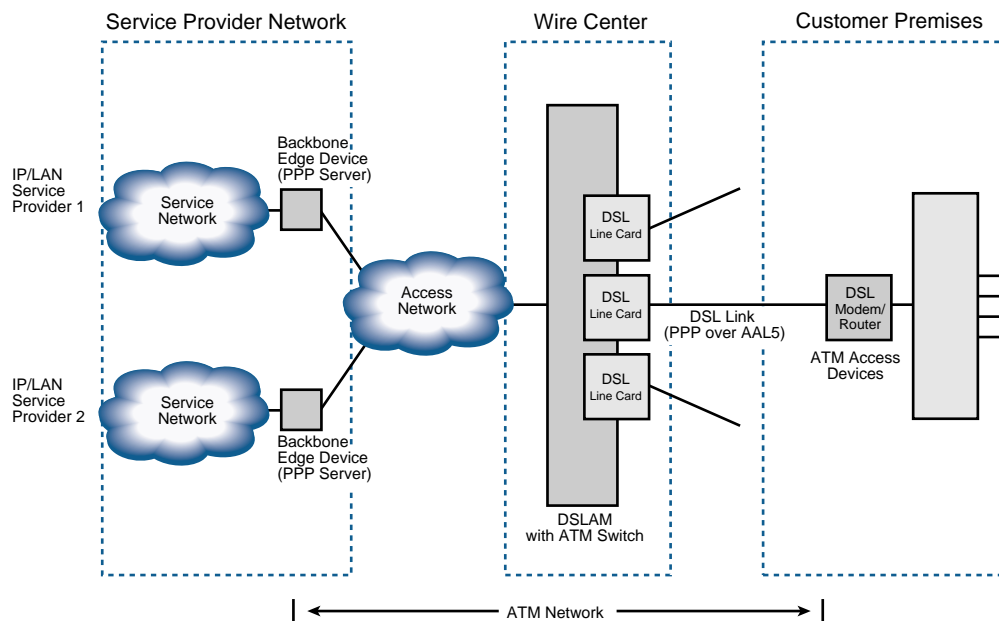 Service Provider Network
Wire Center
Customer Premises
IP/LAN
Service
Provider 1
Service
Network
Backbone
Edge Device
(PPP Server)
Access
Network
DSL
Line Card
DSL
Line Card
DSL
Line Card
DSL Link
(PPP over AAL5)
DSL
Modem/
Router
ATM Access
Devices
IP/LAN
Service
Provider 2
Service
Network
Backbone
Edge Device
(PPP Server)
DSLAM
with ATM Switch
ATM Network